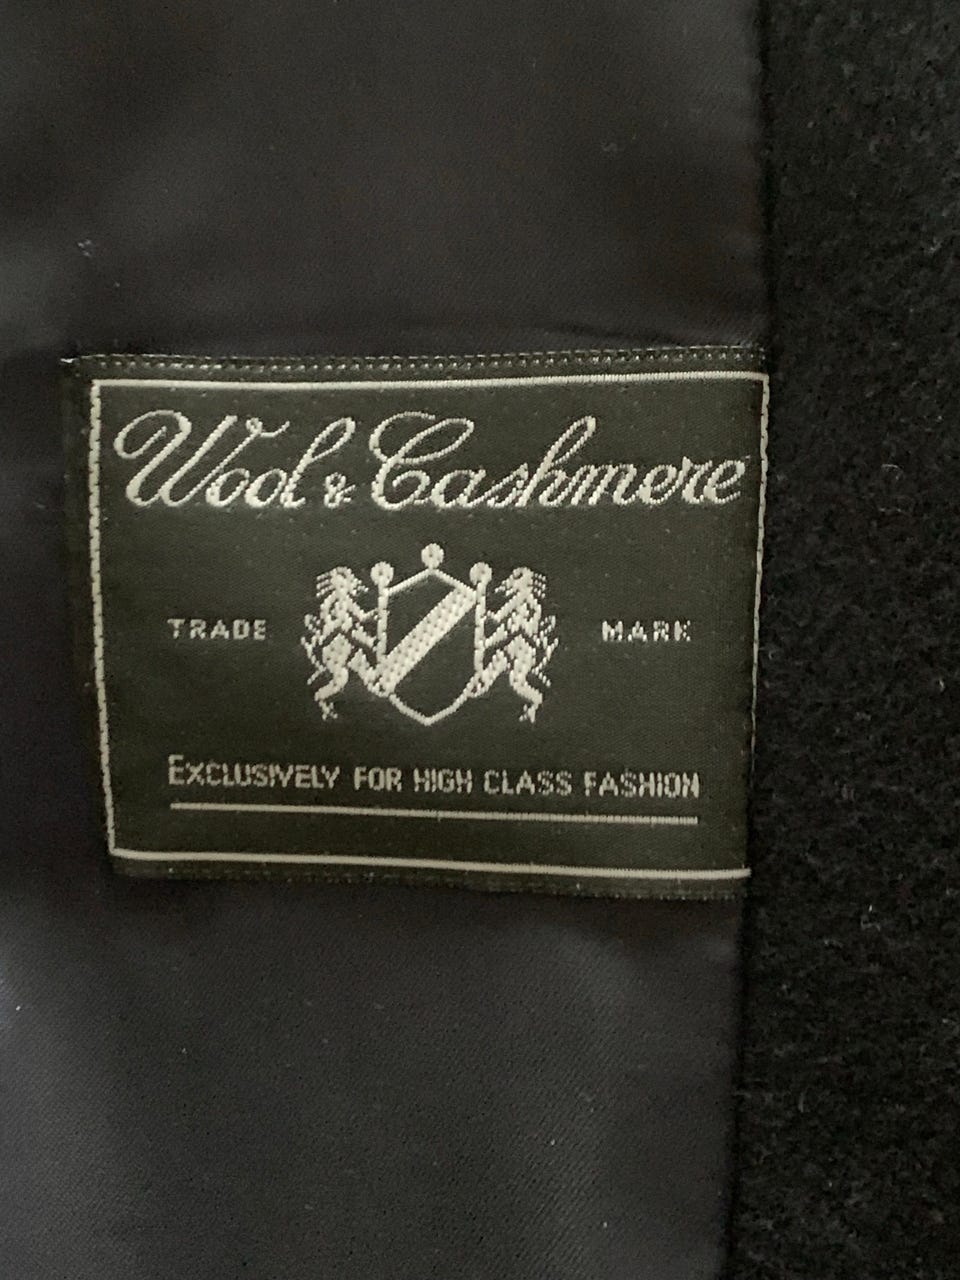 Wool & Cashmere
TRADE MARK
EXCLUSIVELY FOR HIGH CLASS FASHION